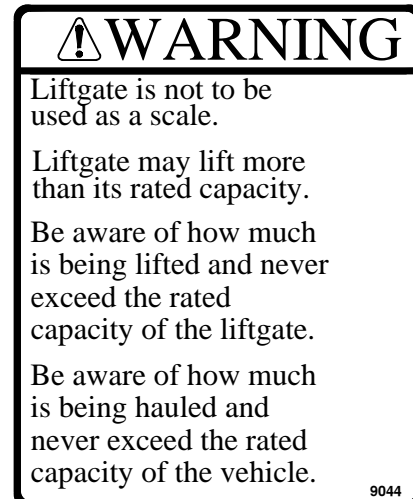 WARNING
Liftgate is not to be
used as a scale.
Liftgate may lift more
than its rated capacity.
Be aware of how much
is being lifted and never
exceed the rated
capacity of the liftgate.
Be aware of how much
is being hauled and
never exceed the rated
capacity of the vehicle.
9044